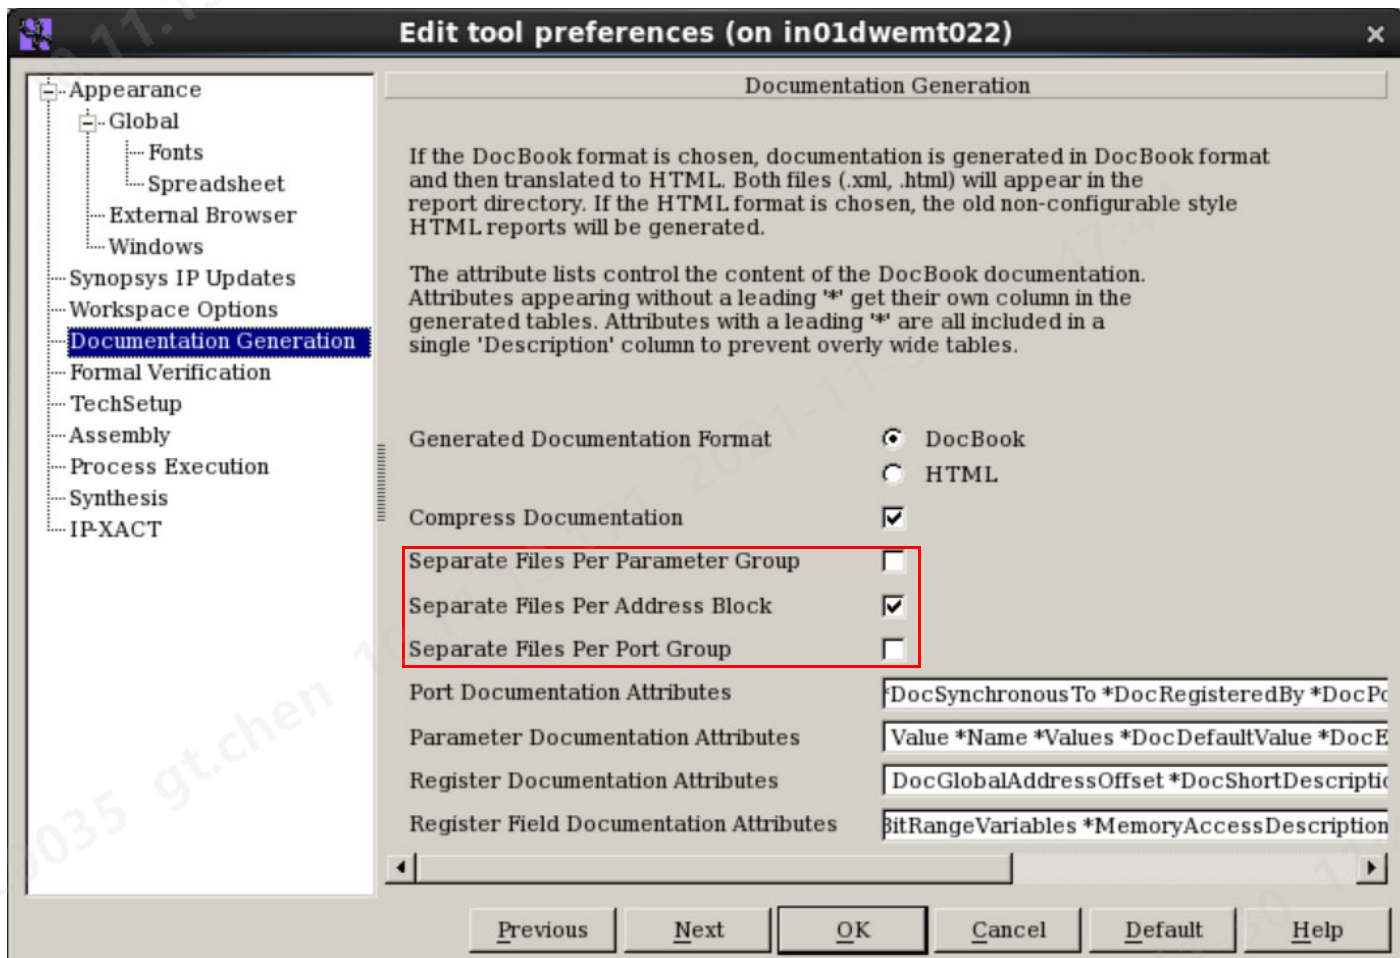 Edit tool preferences (on in01dwemt022)
Appearance
Global
Fonts
Spreadsheet
External Browser
Windows
Synopsys IP Updates
Workspace Options
Documentation Generation
Formal Verification
TechSetup
Assembly
Process Execution
Synthesis
IP-XACT
Documentation Generation
If the DocBook format is chosen, documentation is generated in DocBook format
and then translated to HTML. Both files (.xml, .html) will appear in the
report directory. If the HTML format is chosen, the old non-configurable style
HTML reports will be generated.
The attribute lists control the content of the DocBook documentation.
Attributes appearing without a leading '*' get their own column in the
generated tables. Attributes with a leading '*' are all included in a
single 'Description' column to prevent overly wide tables.
Generated Documentation Format DocBook
HTML
Compress Documentation
Separate Files Per Parameter Group
Separate Files Per Address Block
Separate Files Per Port Group
Port Documentation Attributes *DocSynchronousTo *DocRegisteredBy *DocPo
Parameter Documentation Attributes Value *Name *Values *DocDefaultValue *DocE
Register Documentation Attributes DocGlobalAddressOffset *DocShortDescriptio
Register Field Documentation Attributes BitRangeVariables *MemoryAccessDescription
Previous Next OK Cancel Default Help
0035 gt.chen